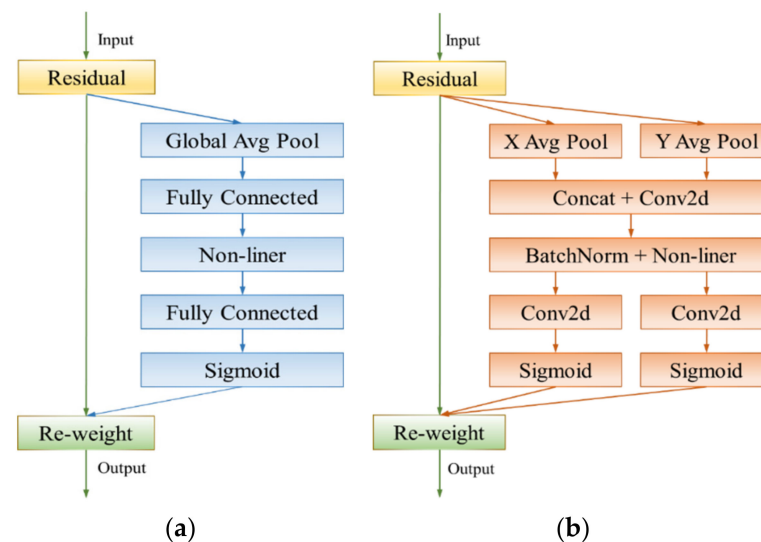 Input
Residual
Global Avg Pool
Fully Connected
Non-liner
Fully Connected
Sigmoid
Re-weight
Output
(a)
Input
Residual
X Avg Pool Y Avg Pool
Concat + Conv2d
BatchNorm + Non-liner
Conv2d Conv2d
Sigmoid Sigmoid
Re-weight
Output
(b)